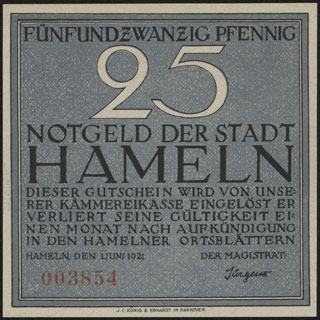 FÜNFUNDZWANZIG PFENNIG
25
NOTGELD DER STADT
HAMELN
DIESER GUTSCHEIN WIRD VON UNSE-
RER KÄMMEREIKASSE EINGELÖST ER
VERLIERT SEINE GÜLTIGKEIT EI-
NEN MONAT NACH AUFKÜNDIGUNG
IN DEN HAMELNER ORTSBLÄTTERN
HAMELN, DEN 1. JUNI 1921 DER MAGISTRAT:
003854 Jürgens
J. C. KÖNIG & EBHARDT IN HANNOVER.